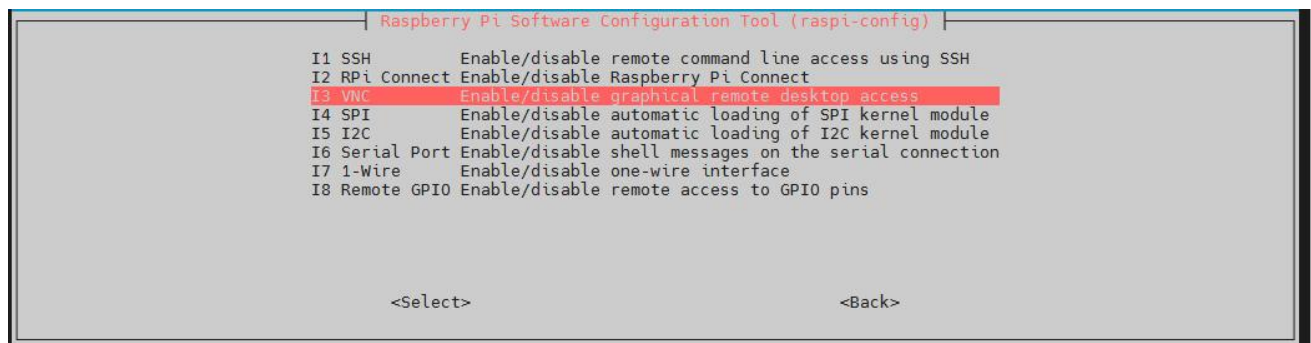 Raspberry Pi Software Configuration Tool (raspi-config)
I1 SSH Enable/disable remote command line access using SSH
I2 RPi Connect Enable/disable Raspberry Pi Connect
I3 VNC Enable/disable graphical remote desktop access
I4 SPI Enable/disable automatic loading of SPI kernel module
I5 I2C Enable/disable automatic loading of I2C kernel module
I6 Serial Port Enable/disable shell messages on the serial connection
I7 1-Wire Enable/disable one-wire interface
I8 Remote GPIO Enable/disable remote access to GPIO pins
<Select> <Back>